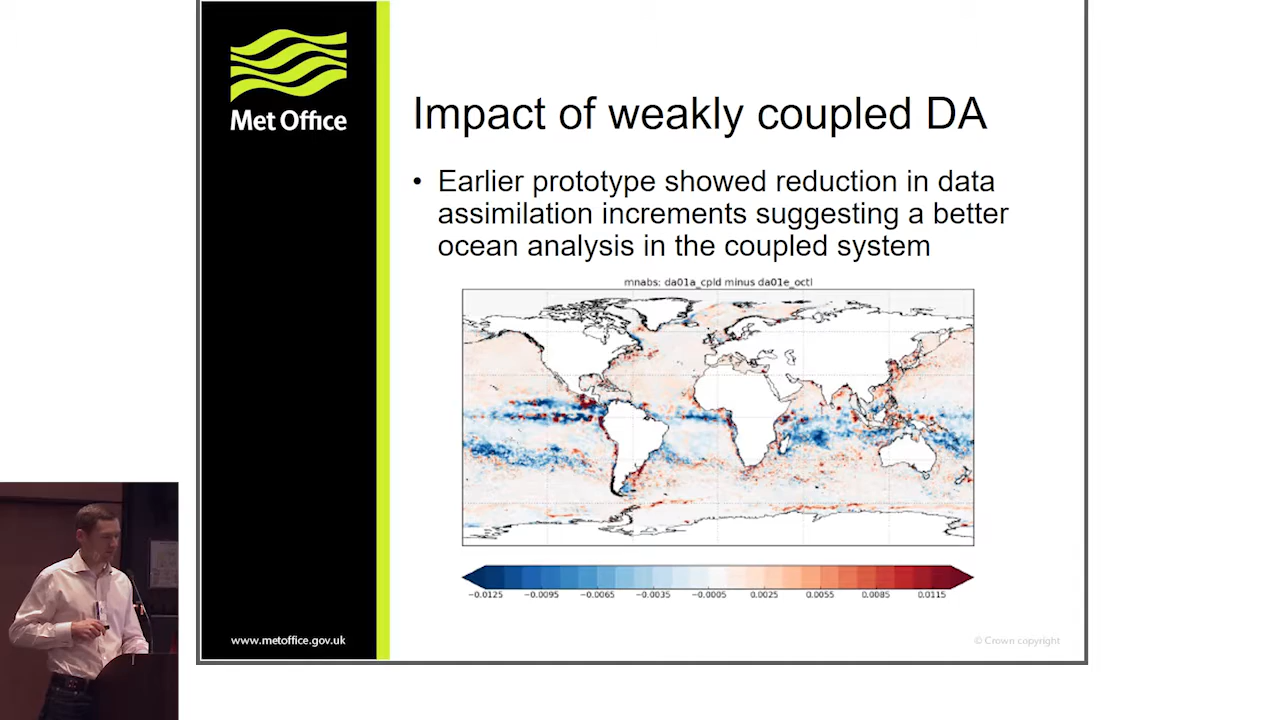 Met Office
Impact of weakly coupled DA
• Earlier prototype showed reduction in data
assimilation increments suggesting a better
ocean analysis in the coupled system
mnabs: da01a_cpld minus da01e_octl
−0.0125 −0.0095 −0.0065 −0.0035 −0.0005 0.0025 0.0055 0.0085 0.0115
www.metoffice.gov.uk
© Crown copyright